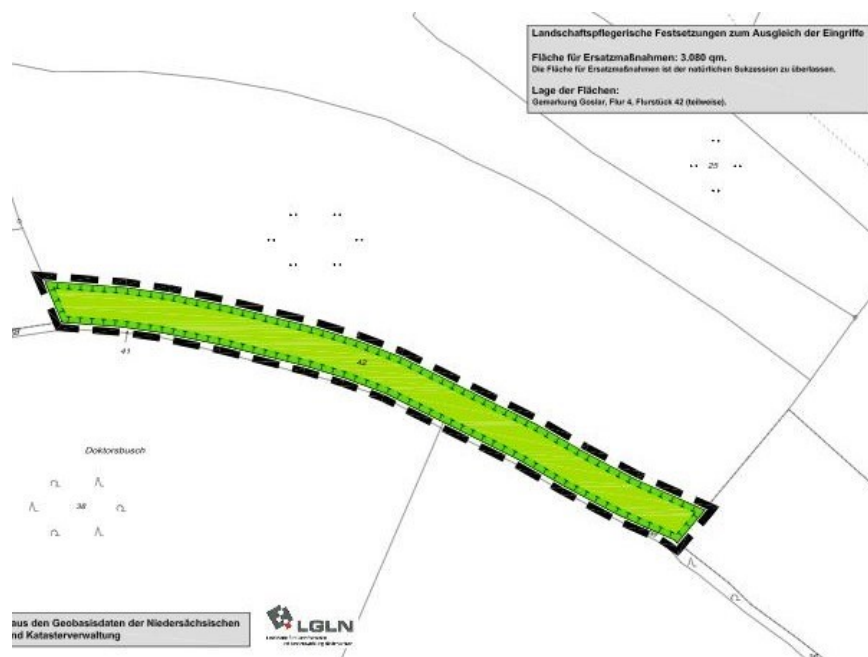 Landschaftspflegerische Festsetzungen zum Ausgleich der Eingriffe
Fläche für Ersatzmaßnahmen: 3.080 qm.
Die Fläche für Ersatzmaßnahmen ist der natürlichen Sukzession zu überlassen.
Lage der Flächen:
Gemarkung Goslar, Flur 4, Flurstück 42 (teilweise).
25
42
41
Doktorsbusch
38
aus den Geobasisdaten der Niedersächsischen
nd Katasterverwaltung
LGLN